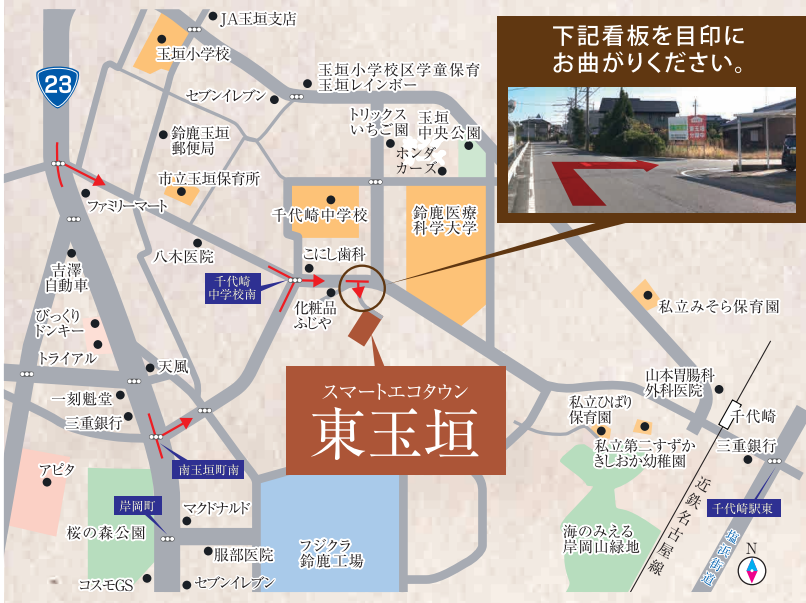 JA玉垣支店
玉垣小学校
23
セブンイレブン
玉垣小学校区学童保育
玉垣レインボー
下記看板を目印に
お曲がりください。
鈴鹿玉垣
郵便局
トリックス
いちご園
玉垣
中央公園
ホンダ
カーズ
市立玉垣保育所
ファミリーマート
千代崎中学校
鈴鹿医療
科学大学
八木医院
こにし歯科
吉澤
自動車
千代崎
中学校南
化粧品
ふじや
私立みそら保育園
びっくり
ドンキー
トライアル
天風
スマートエコタウン
東玉垣
山本胃腸科
外科医院
一刻魁堂
三重銀行
私立ひばり
保育園
千代崎
私立第二すずか
きしおか幼稚園
三重銀行
アピタ
南玉垣町南
岸岡町
マクドナルド
千代崎駅東
桜の森公園
服部医院
フジクラ
鈴鹿工場
海のみえる
岸岡山緑地
近鉄名古屋線
塩浜街道
N
コスモGS
セブンイレブン